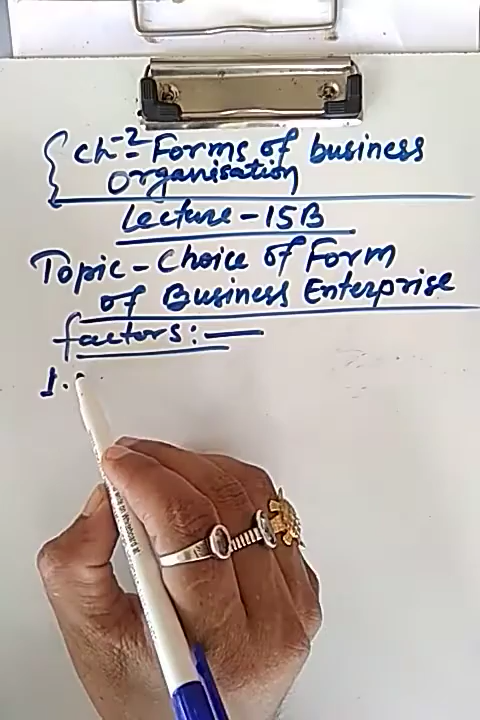 Ch-2-Forms of business
Organisation
Lecture-15B
Topic-Choice of Form
of Business Enterprise
factors:—
1.